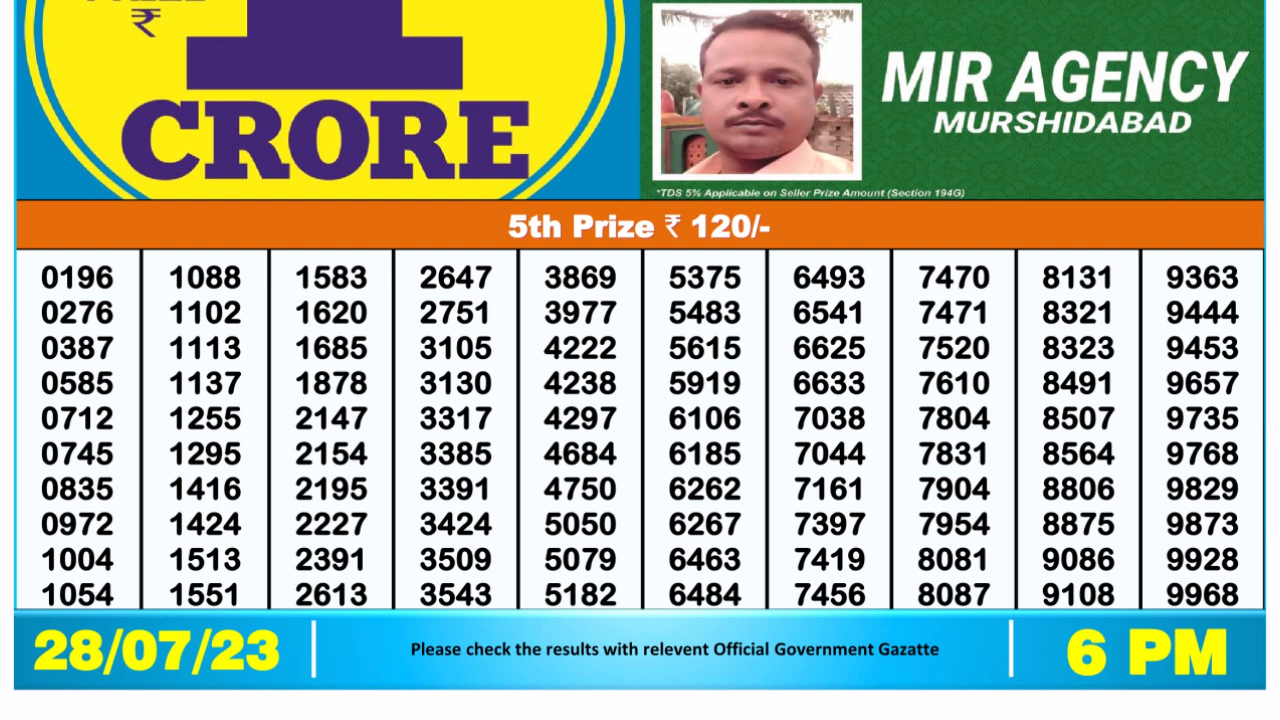 ₹
1
CRORE
MIR AGENCY
MURSHIDABAD
*TDS 5% Applicable on Seller Prize Amount (Section 194G)
5th Prize ₹ 120/-
0196 1088 1583 2647 3869 5375 6493 7470 8131 9363
0276 1102 1620 2751 3977 5483 6541 7471 8321 9444
0387 1113 1685 3105 4222 5615 6625 7520 8323 9453
0585 1137 1878 3130 4238 5919 6633 7610 8491 9657
0712 1255 2147 3317 4297 6106 7038 7804 8507 9735
0745 1295 2154 3385 4684 6185 7044 7831 8564 9768
0835 1416 2195 3391 4750 6262 7161 7904 8806 9829
0972 1424 2227 3424 5050 6267 7397 7954 8875 9873
1004 1513 2391 3509 5079 6463 7419 8081 9086 9928
1054 1551 2613 3543 5182 6484 7456 8087 9108 9968
28/07/23 Please check the results with relevent Official Government Gazatte 6 PM